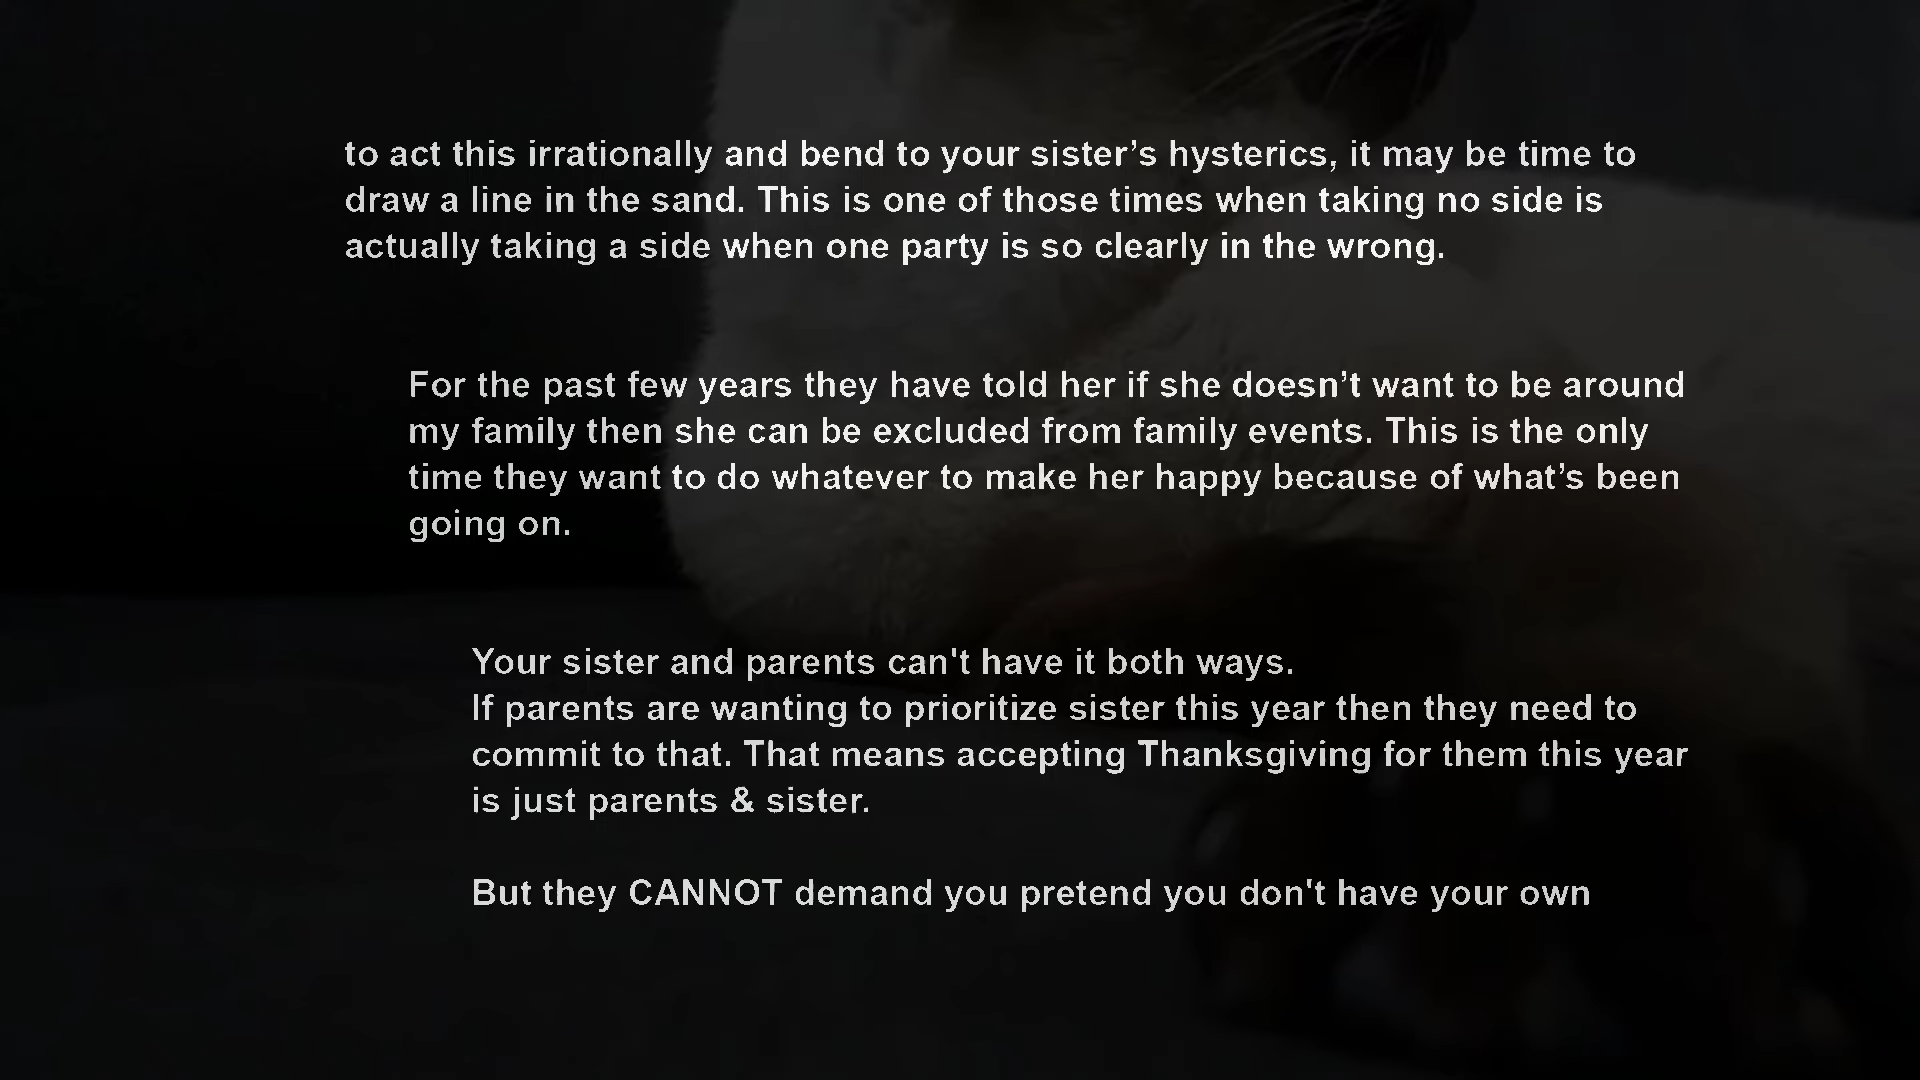 to act this irrationally and bend to your sister’s hysterics, it may be time to
draw a line in the sand. This is one of those times when taking no side is
actually taking a side when one party is so clearly in the wrong.
For the past few years they have told her if she doesn’t want to be around
my family then she can be excluded from family events. This is the only
time they want to do whatever to make her happy because of what’s been
going on.
Your sister and parents can't have it both ways.
If parents are wanting to prioritize sister this year then they need to
commit to that. That means accepting Thanksgiving for them this year
is just parents & sister.
But they CANNOT demand you pretend you don't have your own